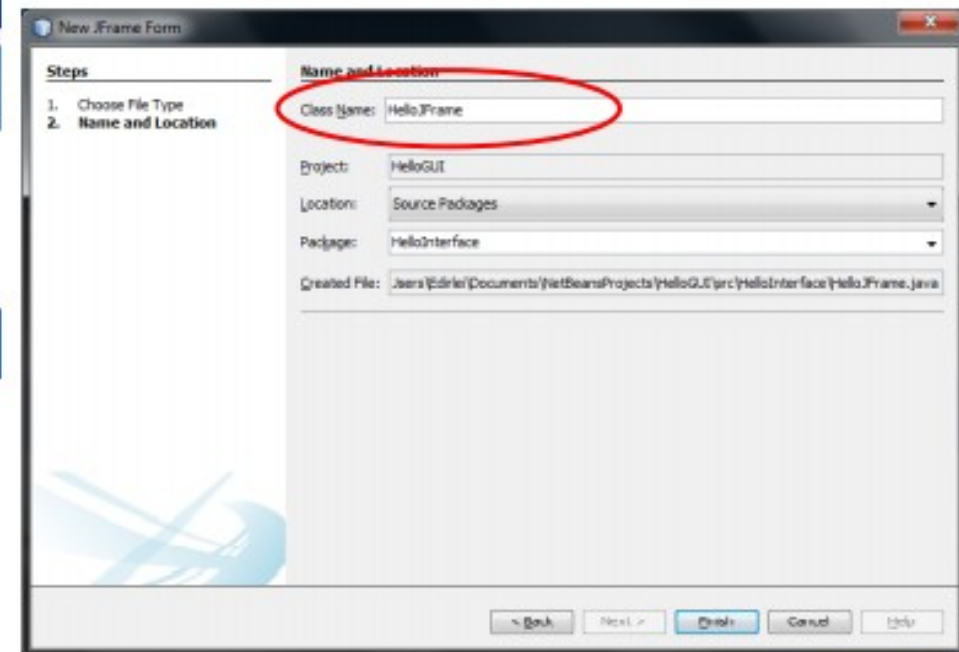 New JFrame Form
Steps
1. Choose File Type
2. Name and Location
Name and Location
Class Name: HelloJFrame
Project: HelloGUI
Location: Source Packages
Package: HelloInterface
Created File: Jsers\Edirlei\Documents\NetBeansProjects\HelloGUI\src\HelloInterface\HelloJFrame.java
< Back Next > Finish Cancel Help